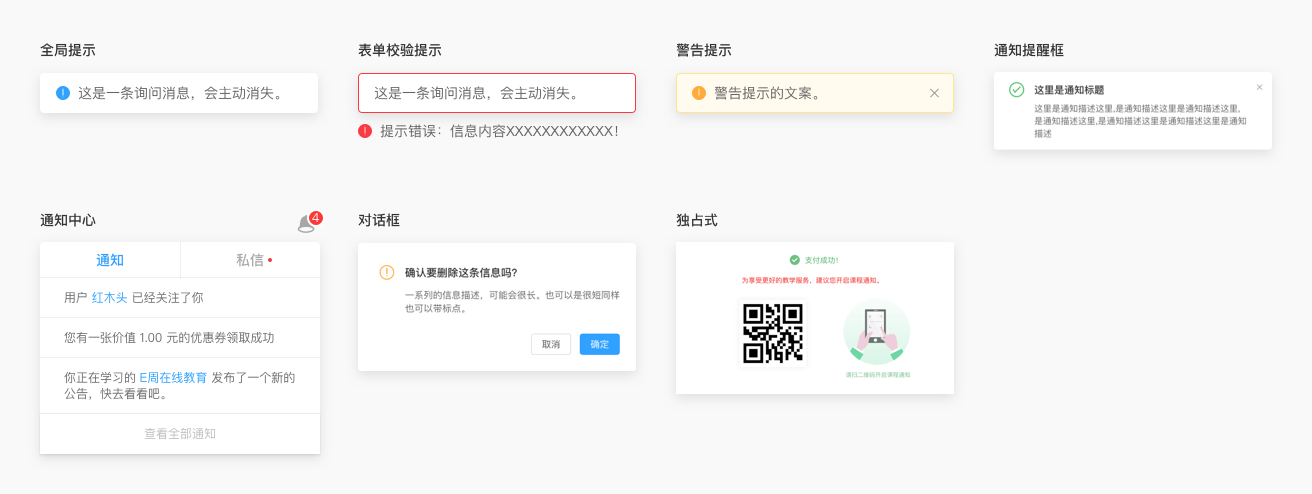 全局提示
这是一条询问消息，会主动消失。
表单校验提示
这是一条询问消息，会主动消失。
提示错误：信息内容XXXXXXXXXXXX！
警告提示
警告提示的文案。
通知提醒框
这里是通知标题
这里是通知描述这里,是通知描述这里是通知描述这里,
是通知描述这里,是通知描述这里是通知描述这里是通知
描述
通知中心
4
通知
私信
用户 红木头 已经关注了你
您有一张价值 1.00 元的优惠券领取成功
你正在学习的 E周在线教育 发布了一个新的
公告，快去看看吧。
查看全部通知
对话框
确认要删除这条信息吗?
一系列的信息描述，可能会很长。也可以是很短同样
也可以带标点。
取消
确定
独占式
支付成功!
为享受更好的教学服务，建议您开启课程通知。
请扫二维码开启课程通知